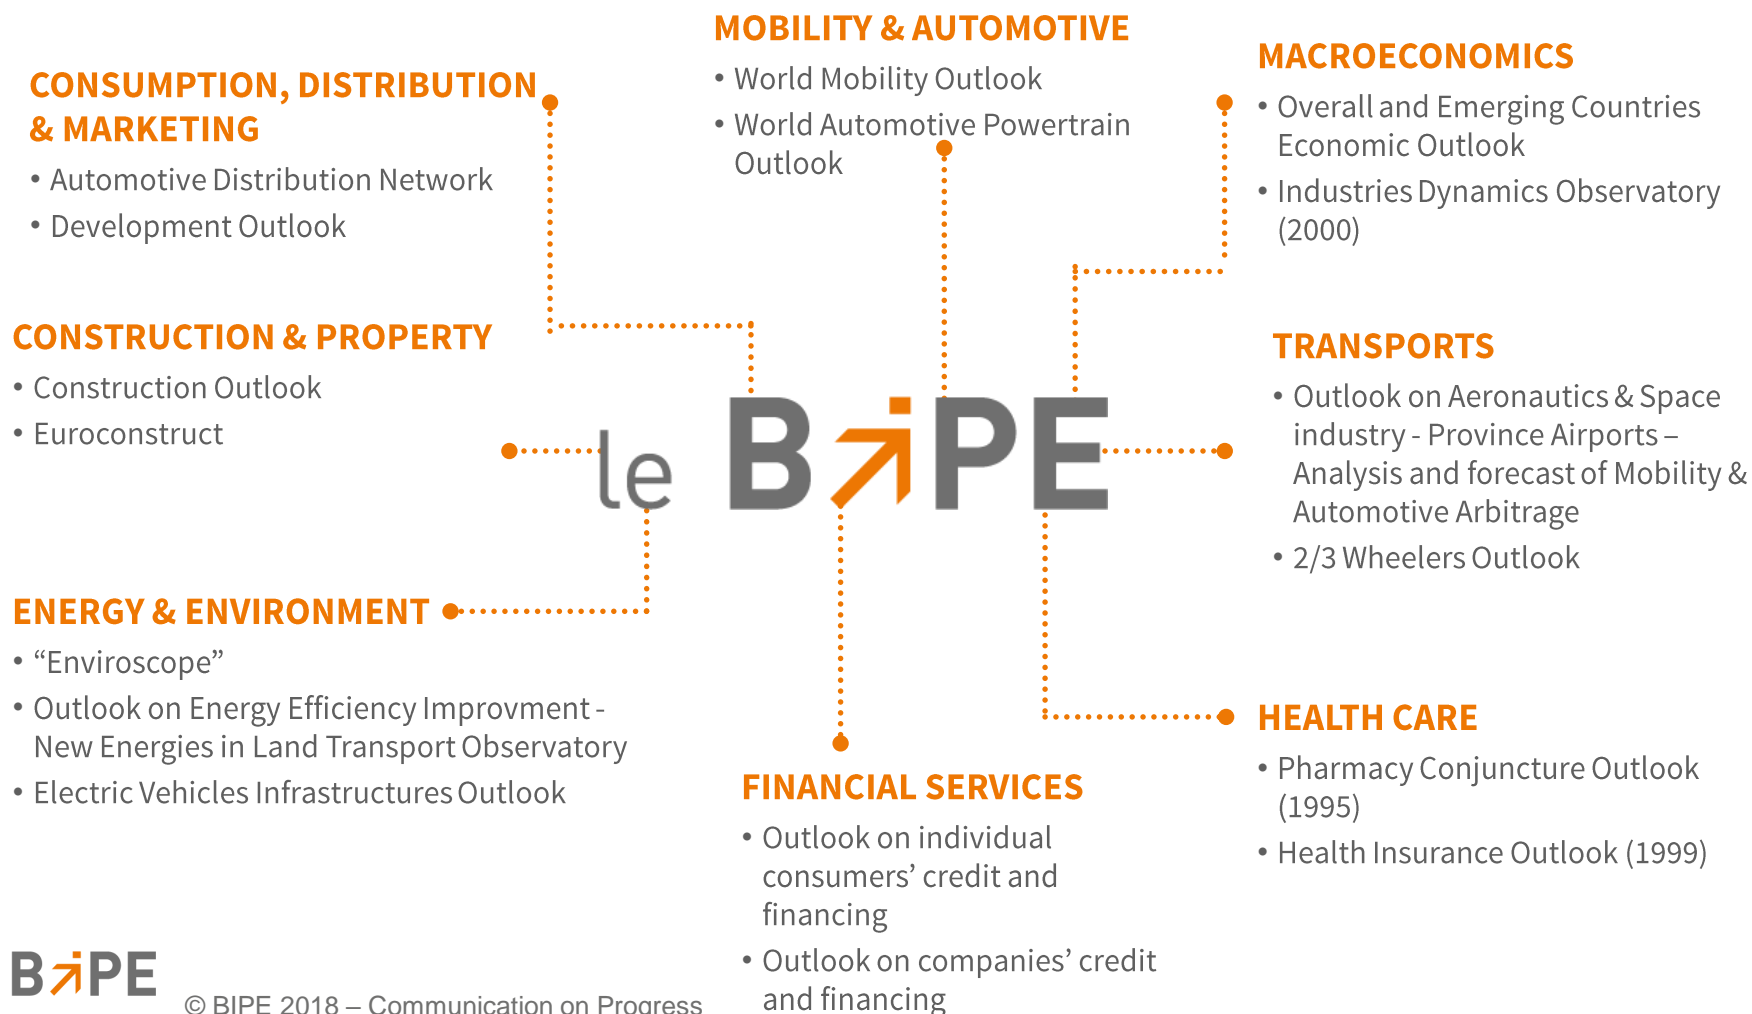 MOBILITY & AUTOMOTIVE
• World Mobility Outlook
• World Automotive Powertrain
Outlook
CONSUMPTION, DISTRIBUTION
& MARKETING
• Automotive Distribution Network
• Development Outlook
MACROECONOMICS
• Overall and Emerging Countries
Economic Outlook
• Industries Dynamics Observatory
(2000)
CONSTRUCTION & PROPERTY
• Construction Outlook
• Euroconstruct
le BiPE
TRANSPORTS
• Outlook on Aeronautics & Space
industry - Province Airports –
Analysis and forecast of Mobility &
Automotive Arbitrage
• 2/3 Wheelers Outlook
ENERGY & ENVIRONMENT
• “Enviroscope”
• Outlook on Energy Efficiency Improvment -
New Energies in Land Transport Observatory
• Electric Vehicles Infrastructures Outlook
FINANCIAL SERVICES
• Outlook on individual
consumers’ credit and
financing
• Outlook on companies’ credit
and financing
HEALTH CARE
• Pharmacy Conjuncture Outlook
(1995)
• Health Insurance Outlook (1999)
BiPE
© BIPE 2018 – Communication on Progress